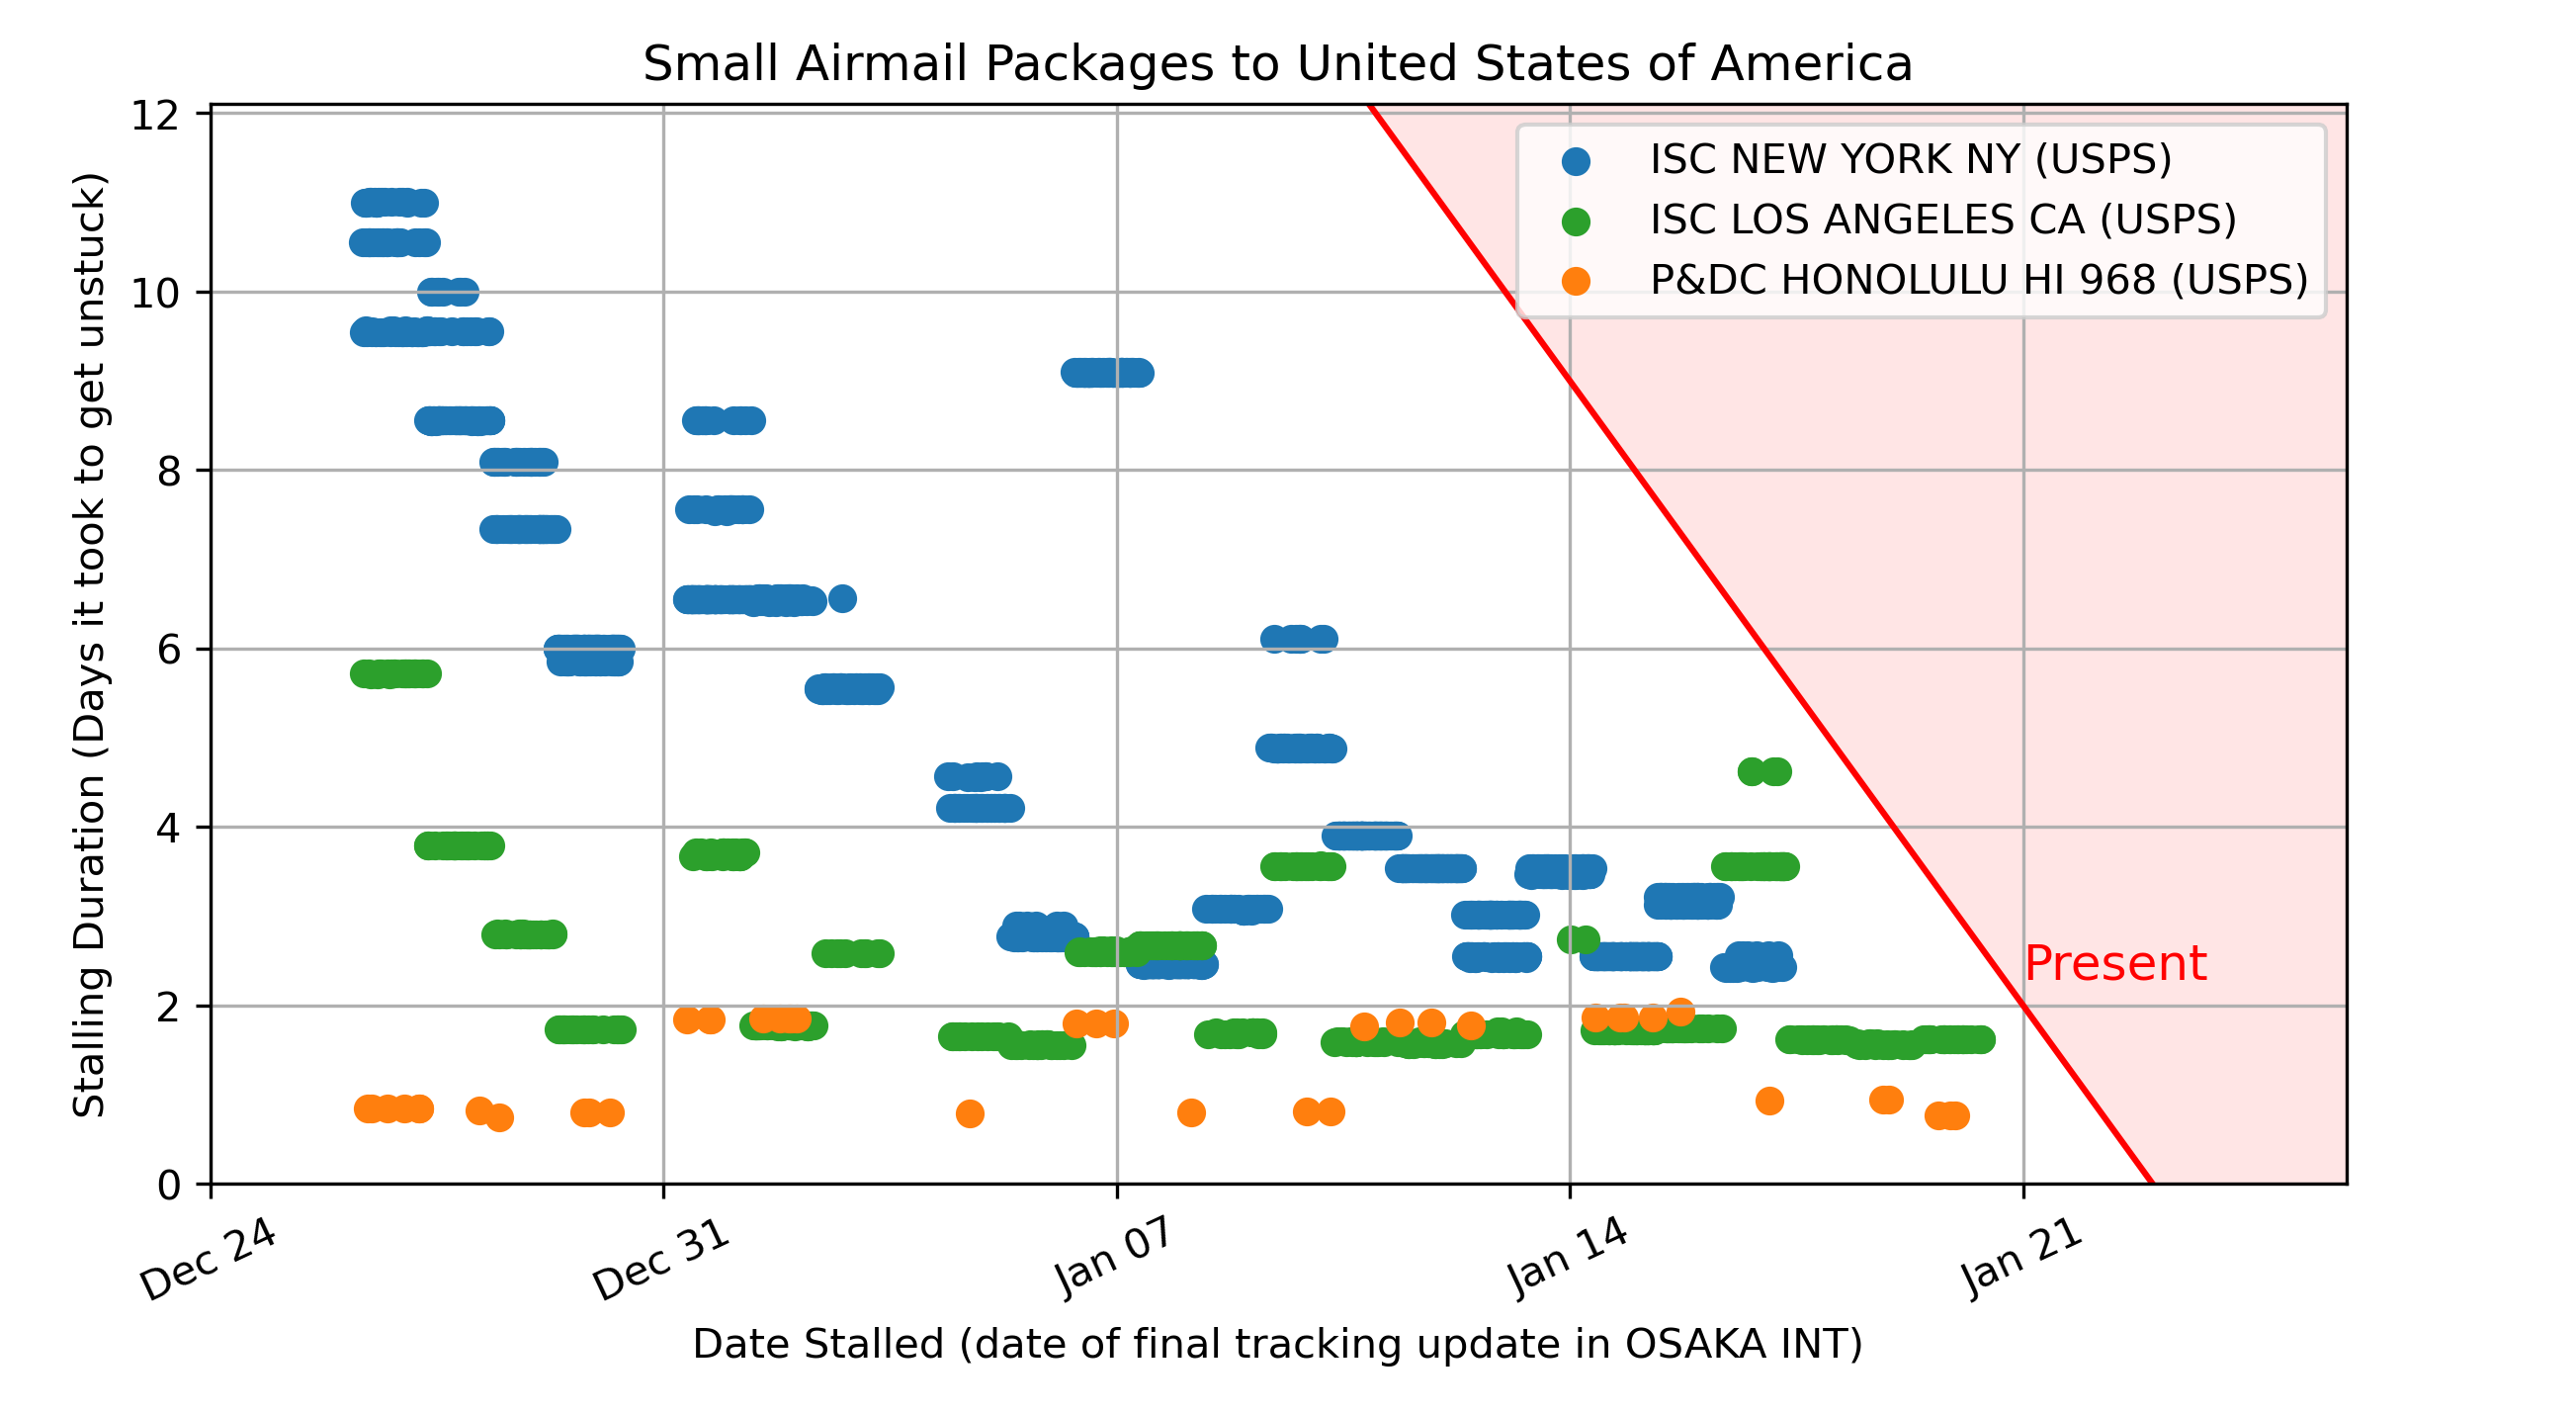 Small Airmail Packages to United States of America
Stalling Duration (Days it took to get unstuck)
12
10
8
6
4
2
0
ISC NEW YORK NY (USPS)
ISC LOS ANGELES CA (USPS)
P&DC HONOLULU HI 968 (USPS)
Present
Dec 24
Dec 31
Jan 07
Jan 14
Jan 21
Date Stalled (date of final tracking update in OSAKA INT)